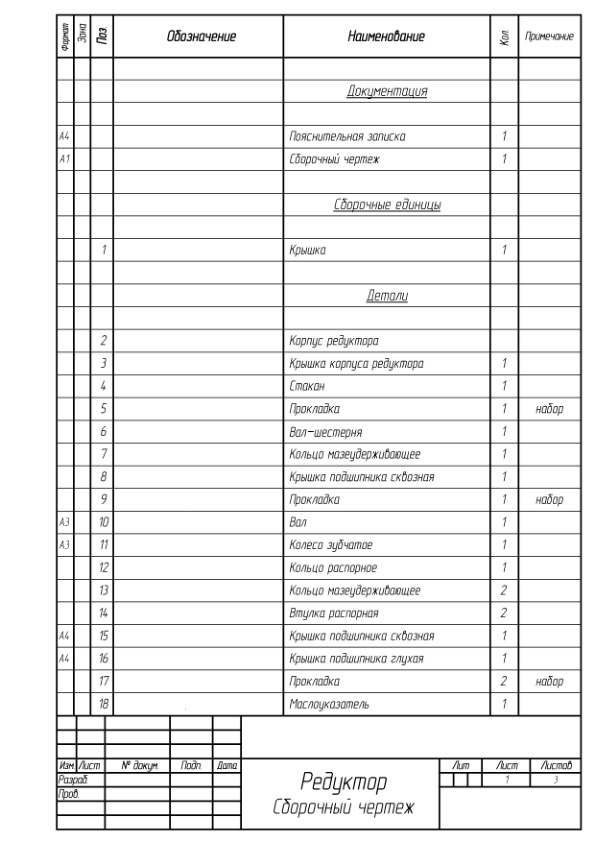 Формат Зона Поз Обозначение Наименование Кол. Примечание
Документация
А4 Пояснительная записка 1
А1 Сборочный чертеж 1
Сборочные единицы
1 Крышка 1
Детали
2 Корпус редуктора
3 Крышка корпуса редуктора 1
4 Стакан 1
5 Прокладка 1 набор
6 Вал-шестерня 1
7 Кольцо мазеудерживающее 1
8 Крышка подшипника сквозная 1
9 Прокладка 1 набор
А3 10 Вал 1
А3 11 Колесо зубчатое 1
12 Кольцо распорное 1
13 Кольцо мазеудерживающее 2
14 Втулка распорная 2
А4 15 Крышка подшипника сквозная 1
А4 16 Крышка подшипника глухая 1
17 Прокладка 2 набор
18 Маслоуказатель 1
Изм. Лист № докум. Подп. Дата Лит Лист Листов
Разраб 1 3
Пров.
Редуктор
Сборочный чертеж